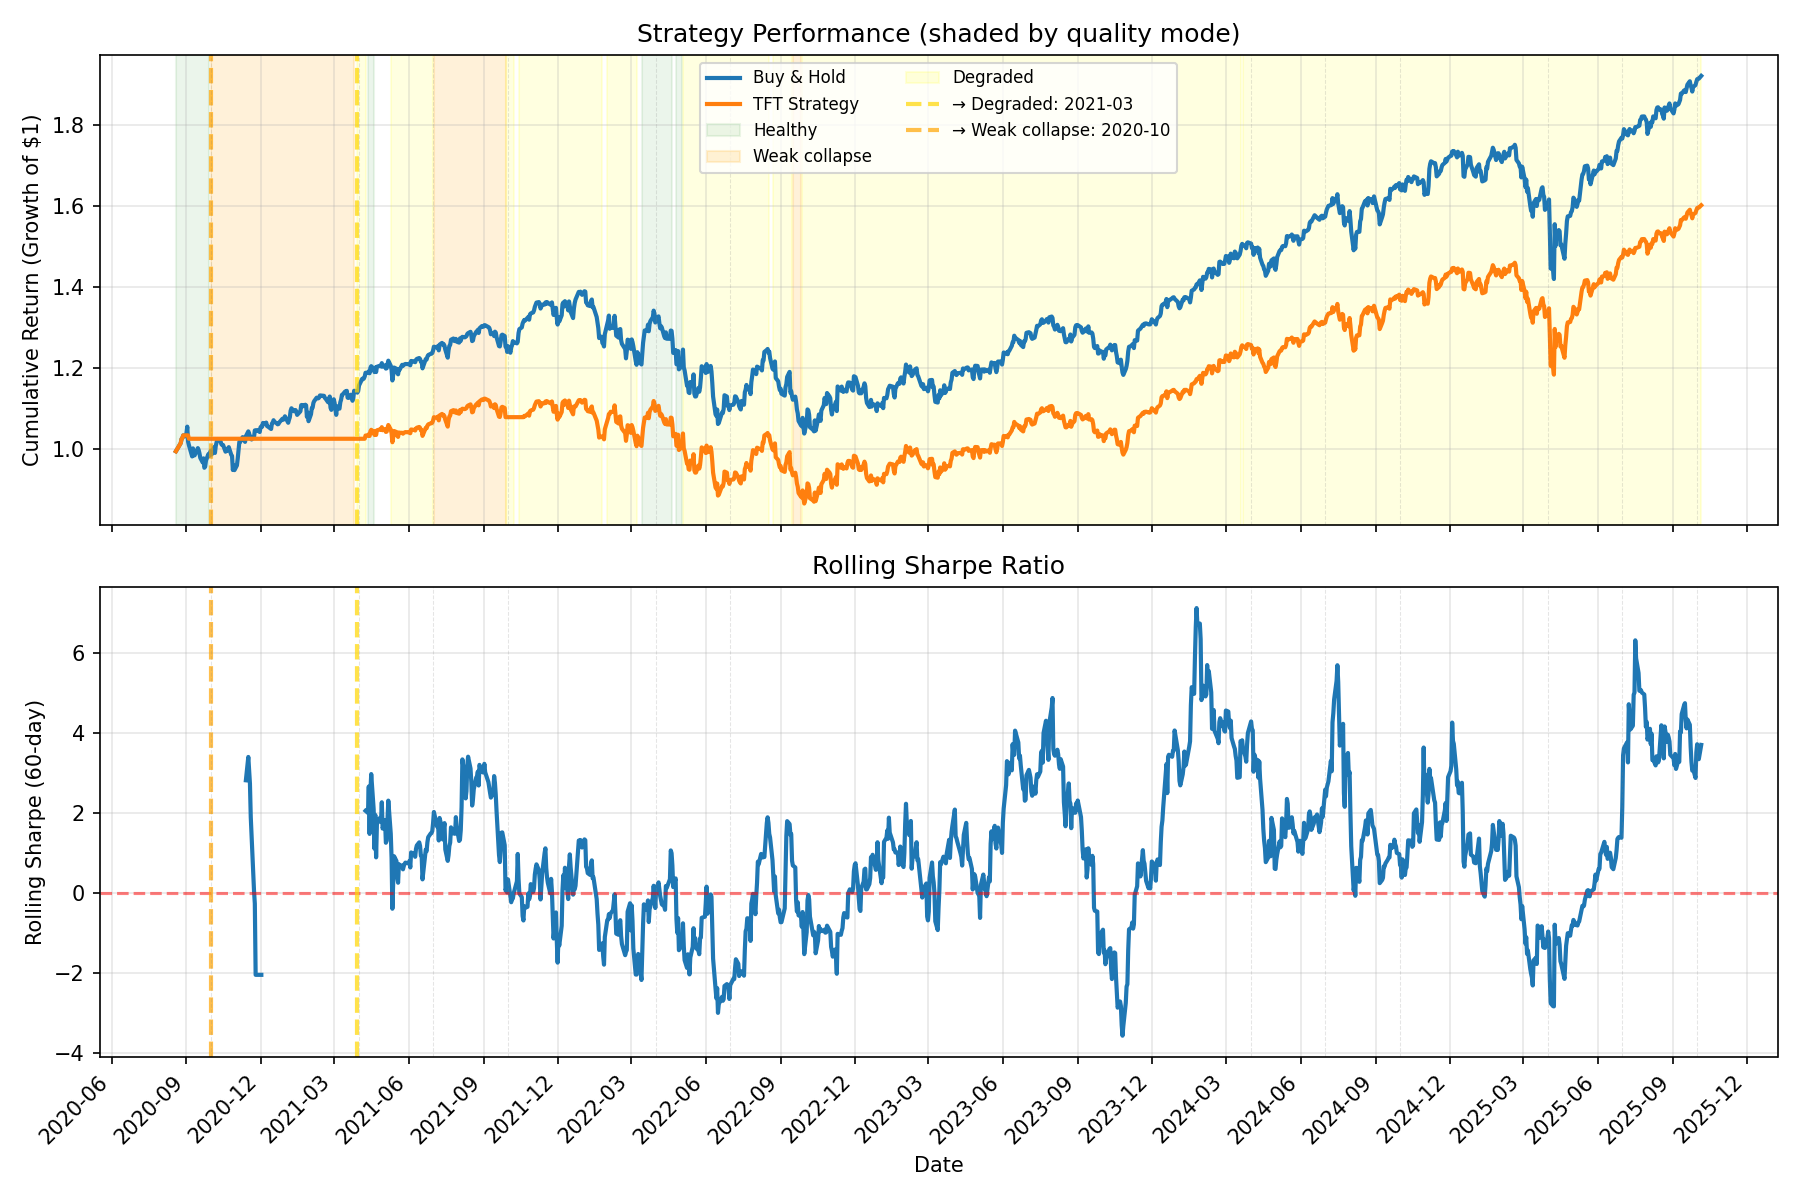 Strategy Performance (shaded by quality mode)
Cumulative Return (Growth of $1)
1.8
1.6
1.4
1.2
1.0
Buy & Hold
TFT Strategy
Healthy
Weak collapse
Degraded
→ Degraded: 2021-03
→ Weak collapse: 2020-10
Rolling Sharpe Ratio
Rolling Sharpe (60-day)
6
4
2
0
−2
−4
2020-06
2020-09
2020-12
2021-03
2021-06
2021-09
2021-12
2022-03
2022-06
2022-09
2022-12
2023-03
2023-06
2023-09
2023-12
2024-03
2024-06
2024-09
2024-12
2025-03
2025-06
2025-09
2025-12
Date